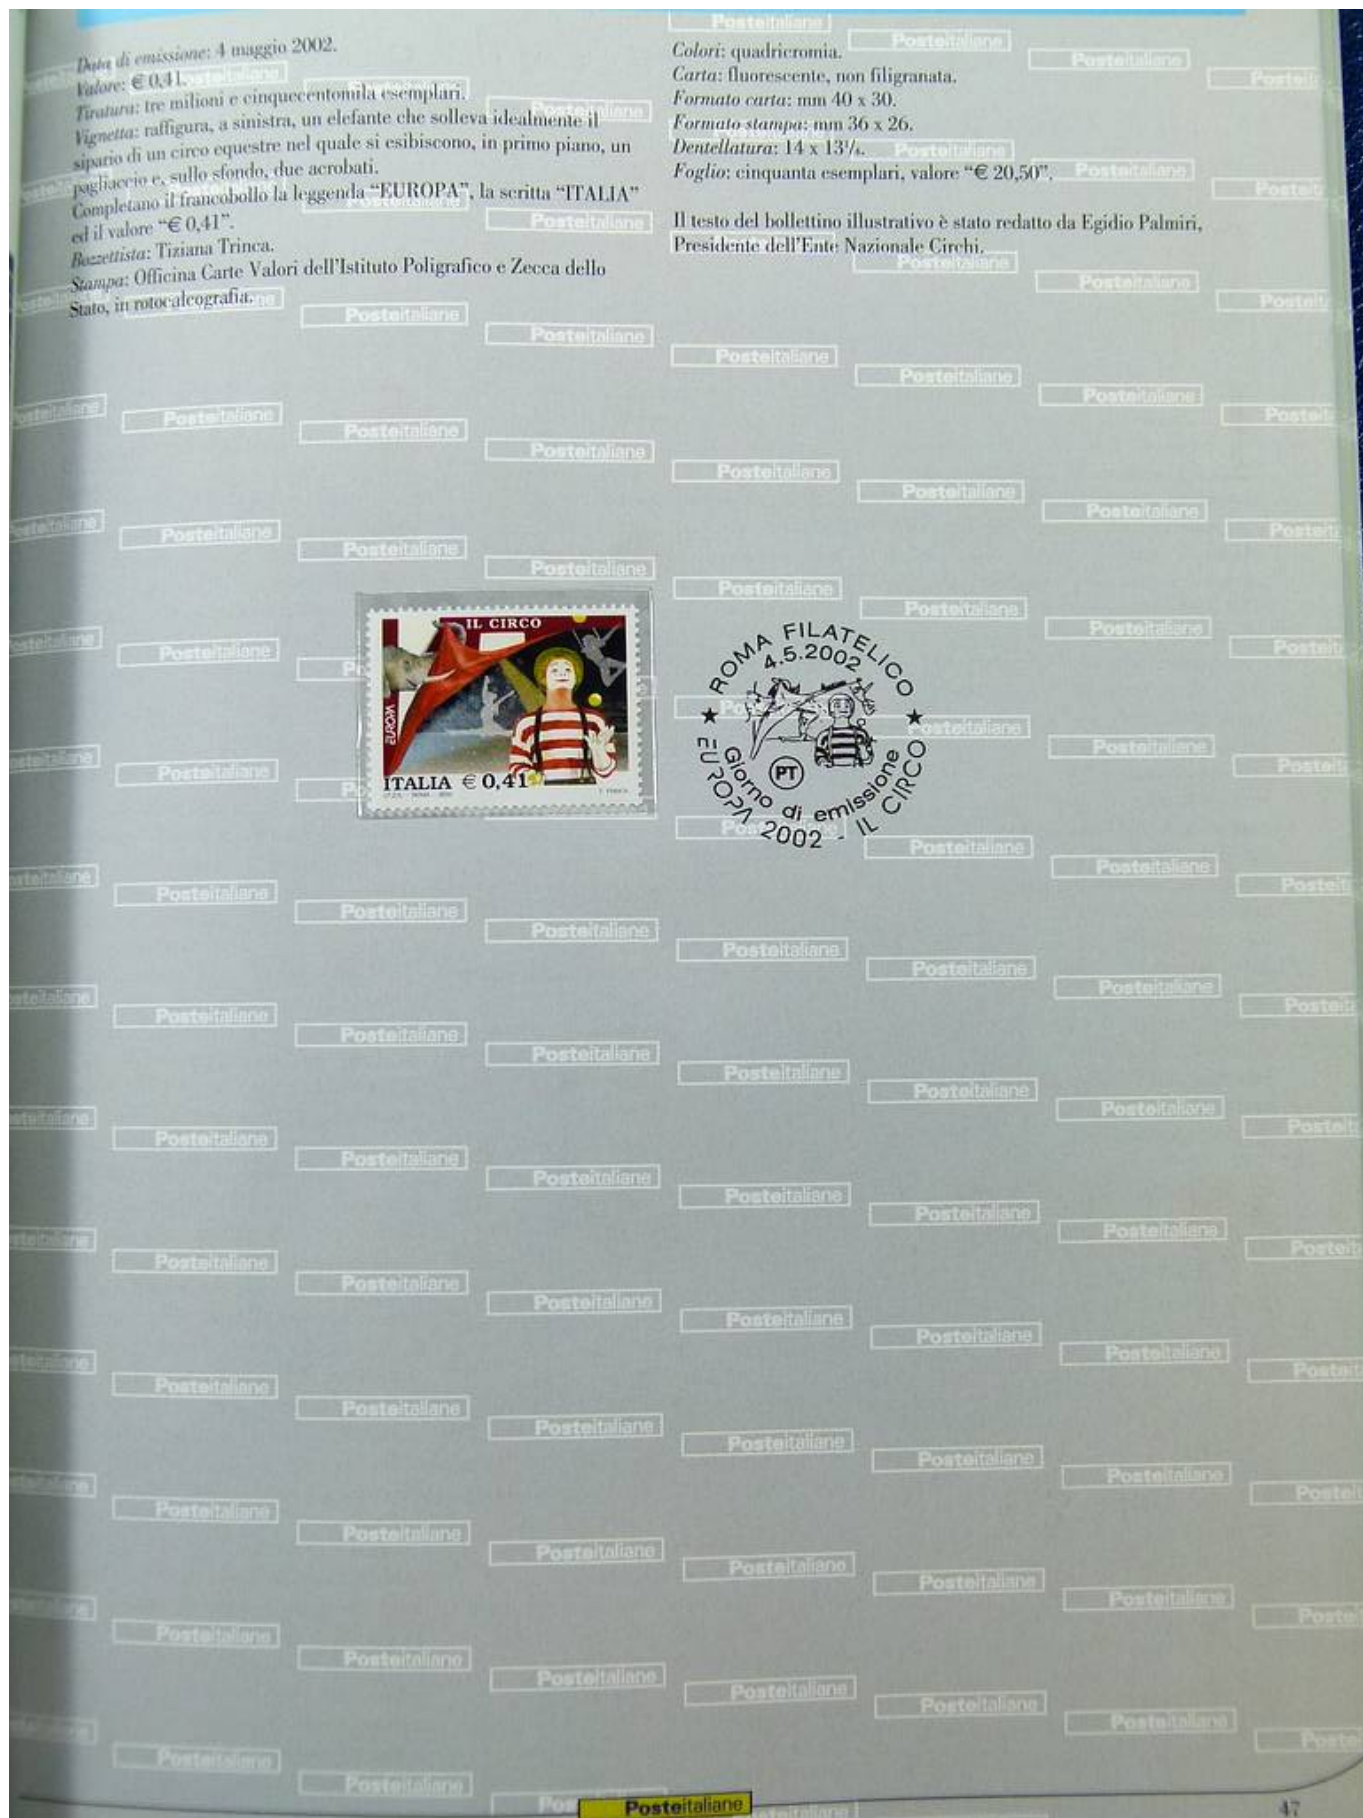 Data di emissione: 4 maggio 2002.
Valore: € 0,41.
Tiratura: tre milioni e cinquecentomila esemplari.
Vignetta: raffigura, a sinistra, un elefante che solleva idealmente il
sipario di un circo equestre nel quale si esibiscono, in primo piano, un
pagliaccio e, sullo sfondo, due acrobati.
Completano il francobollo la leggenda “EUROPA”, la scritta “ITALIA”
ed il valore “€ 0,41”.
Bozzettista: Tiziana Trinca.
Stampa: Officina Carte Valori dell’Istituto Poligrafico e Zecca dello
Stato, in rotocalcografia.
Colori: quadricromia.
Carta: fluorescente, non filigranata.
Formato carta: mm 40 x 30.
Formato stampa: mm 36 x 26.
Dentellatura: 14 x 13¼.
Foglio: cinquanta esemplari, valore “€ 20,50”.
Il testo del bollettino illustrativo è stato redatto da Egidio Palmiri,
Presidente dell’Ente Nazionale Circhi.
IL CIRCO
EUROPA
ITALIA € 0,41
ROMA FILATELICO
4.5.2002
PT
Giorno di emissione
EUROPA 2002 - IL CIRCO
Posteitaliane
47